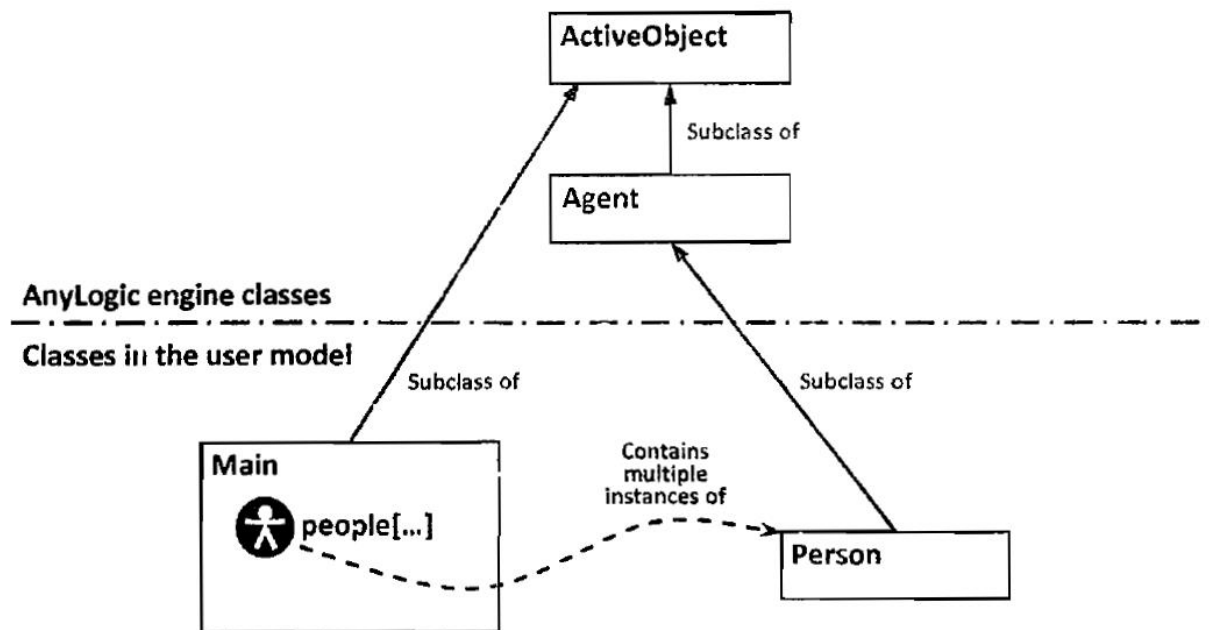 ActiveObject
Subclass of
Agent
AnyLogic engine classes
Classes in the user model
Subclass of
Subclass of
Main
people[...]
Contains
multiple
instances of
Person